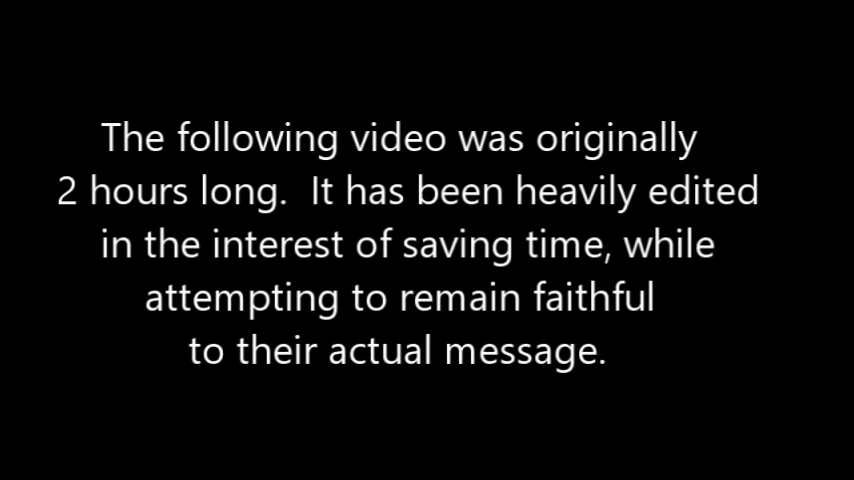 The following video was originally
2 hours long.  It has been heavily edited
in the interest of saving time, while
attempting to remain faithful
to their actual message.